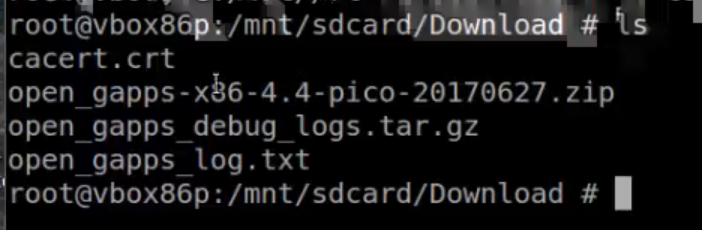 root@vbox86p:/mnt/sdcard/Download # ls
cacert.crt
open_gapps-x86-4.4-pico-20170627.zip
open_gapps_debug_logs.tar.gz
open_gapps_log.txt
root@vbox86p:/mnt/sdcard/Download #